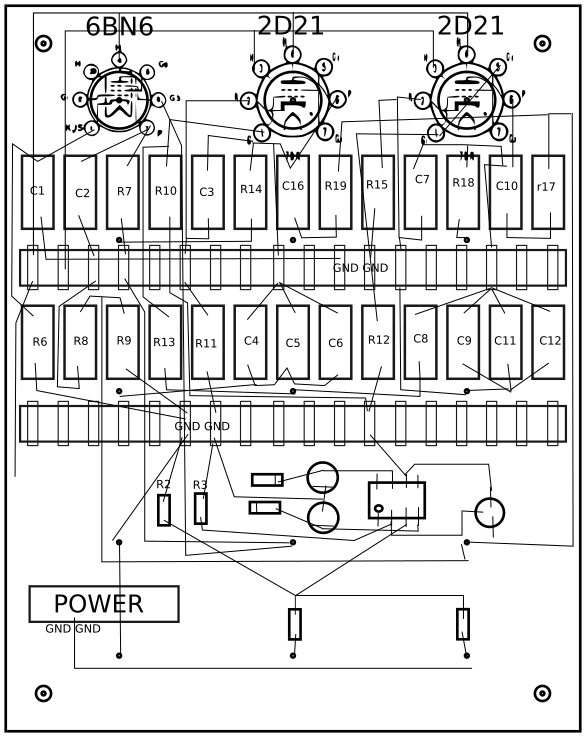 6BN6 2D21 2D21
C1 C2 R7 R10 C3 R14 C16 R19 R15 C7 R18 C10 r17
GND GND
R6 R8 R9 R13 R11 C4 C5 C6 R12 C8 C9 C11 C12
GND GND
R2 R3
POWER
GND GND